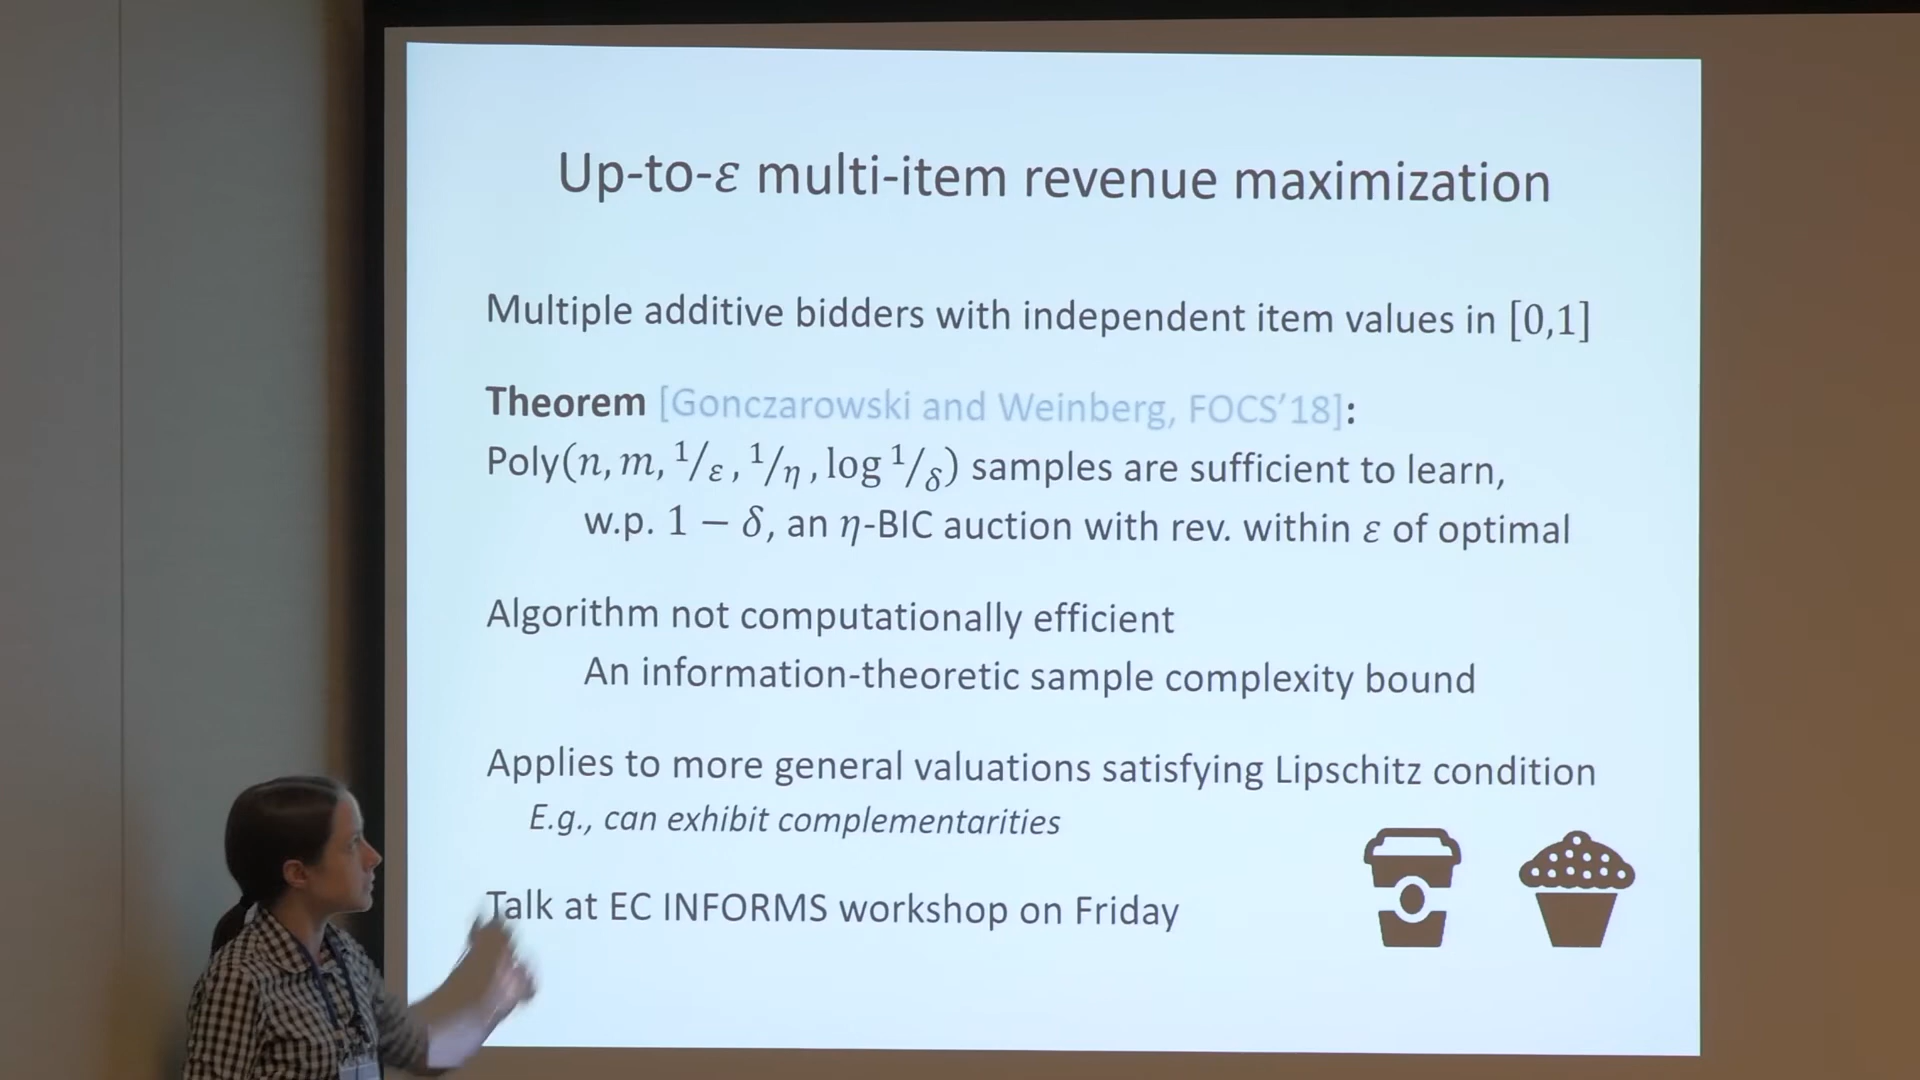 Up-to-ε multi-item revenue maximization
Multiple additive bidders with independent item values in [0,1]
Theorem [Gonczarowski and Weinberg, FOCS'18]:
Poly(n, m, 1/ε, 1/η, log 1/δ) samples are sufficient to learn,
w.p. 1 − δ, an η-BIC auction with rev. within ε of optimal
Algorithm not computationally efficient
An information-theoretic sample complexity bound
Applies to more general valuations satisfying Lipschitz condition
E.g., can exhibit complementarities
Talk at EC INFORMS workshop on Friday